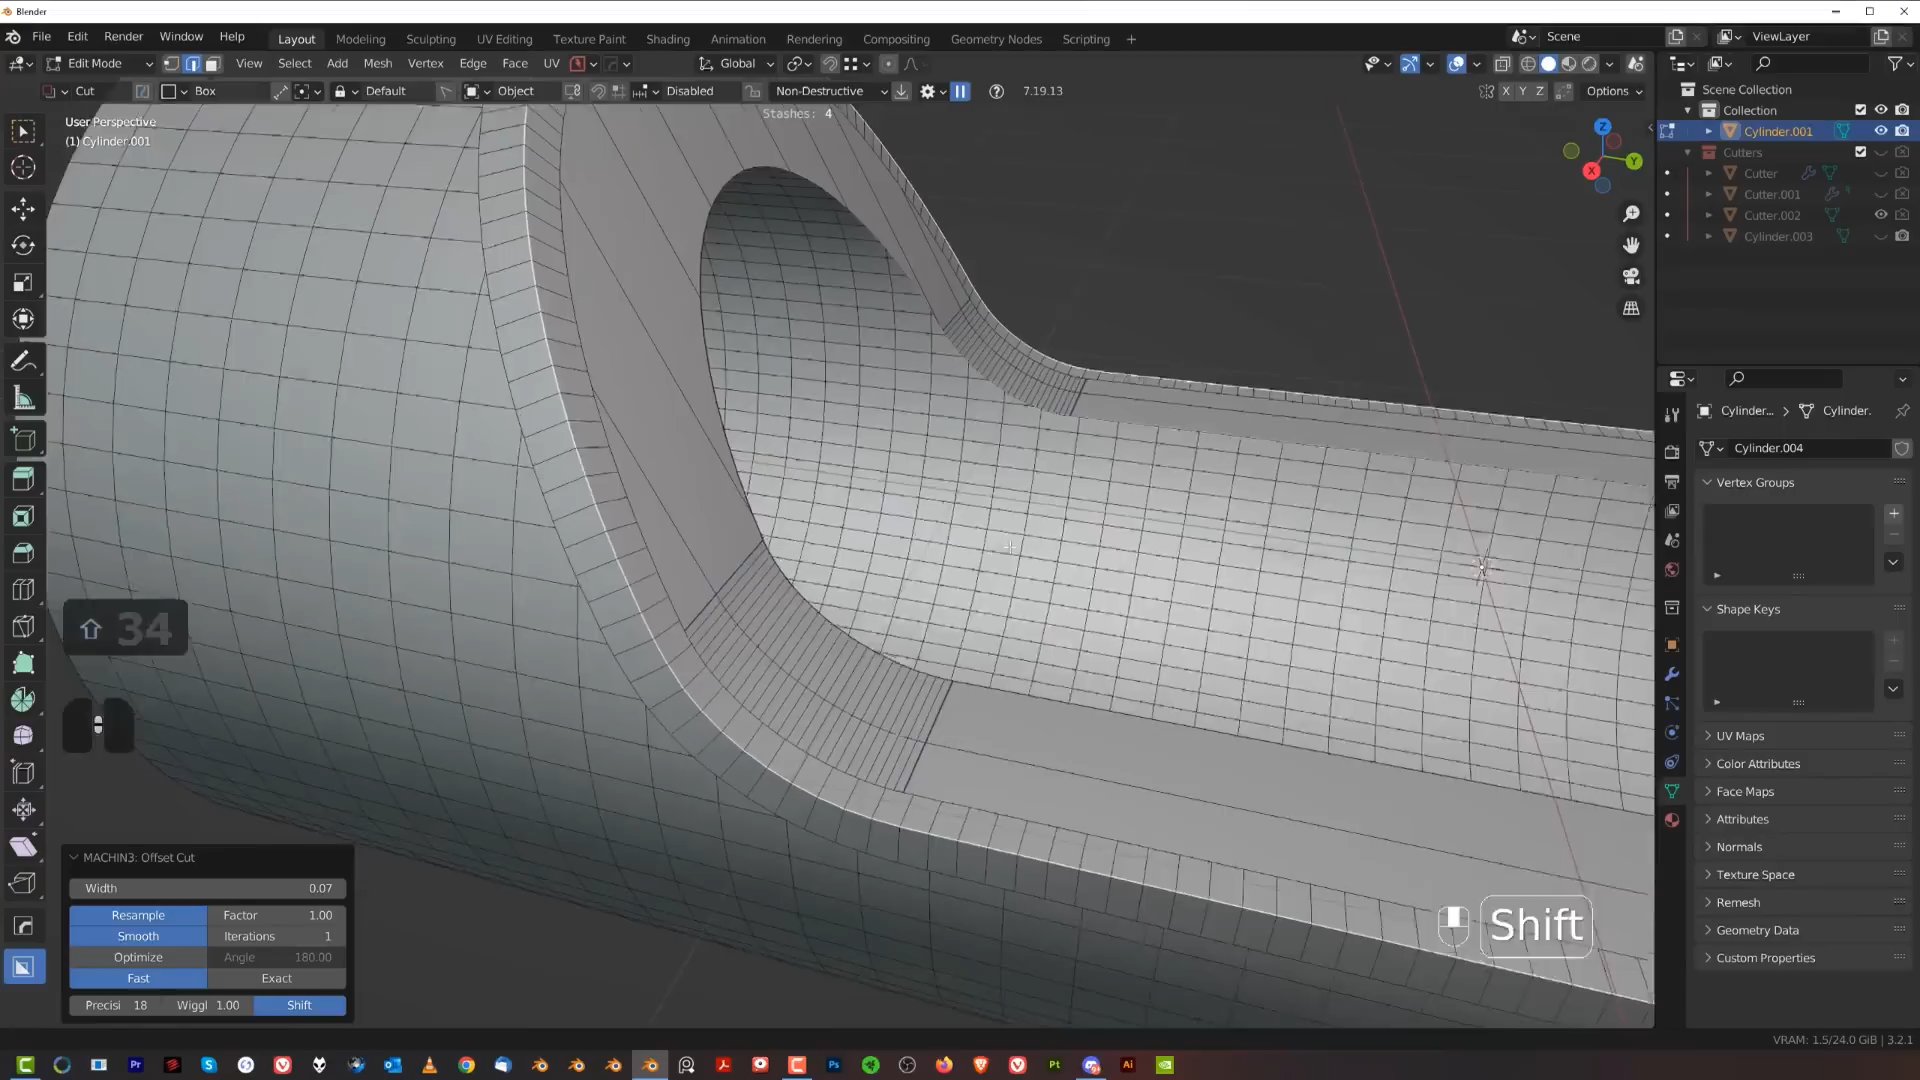 Blender
File Edit Render Window Help
Layout Modeling Sculpting UV Editing Texture Paint Shading Animation Rendering Compositing Geometry Nodes Scripting +
Scene
ViewLayer
Edit Mode
View Select Add Mesh Vertex Edge Face UV
Global
Cut
Box
Default
Object
Disabled
Non-Destructive
7.19.13
X Y Z
Options
User Perspective
(1) Cylinder.001
Stashes: 4
Z
Y
X
Scene Collection
Collection
Cylinder.001
Cutters
Cutter
Cutter.001
Cutter.002
Cylinder.003
Cylinder...
Cylinder.
Cylinder.004
Vertex Groups
Shape Keys
UV Maps
Color Attributes
Face Maps
Attributes
Normals
Texture Space
Remesh
Geometry Data
Custom Properties
34
MACHIN3: Offset Cut
Width 0.07
Resample Factor 1.00
Smooth Iterations 1
Optimize Angle 180.00
Fast Exact
Precisi 18 Wiggl 1.00 Shift
Shift
VRAM: 1.5/24.0 GiB | 3.2.1
Pr
Ps
Pt
Ai